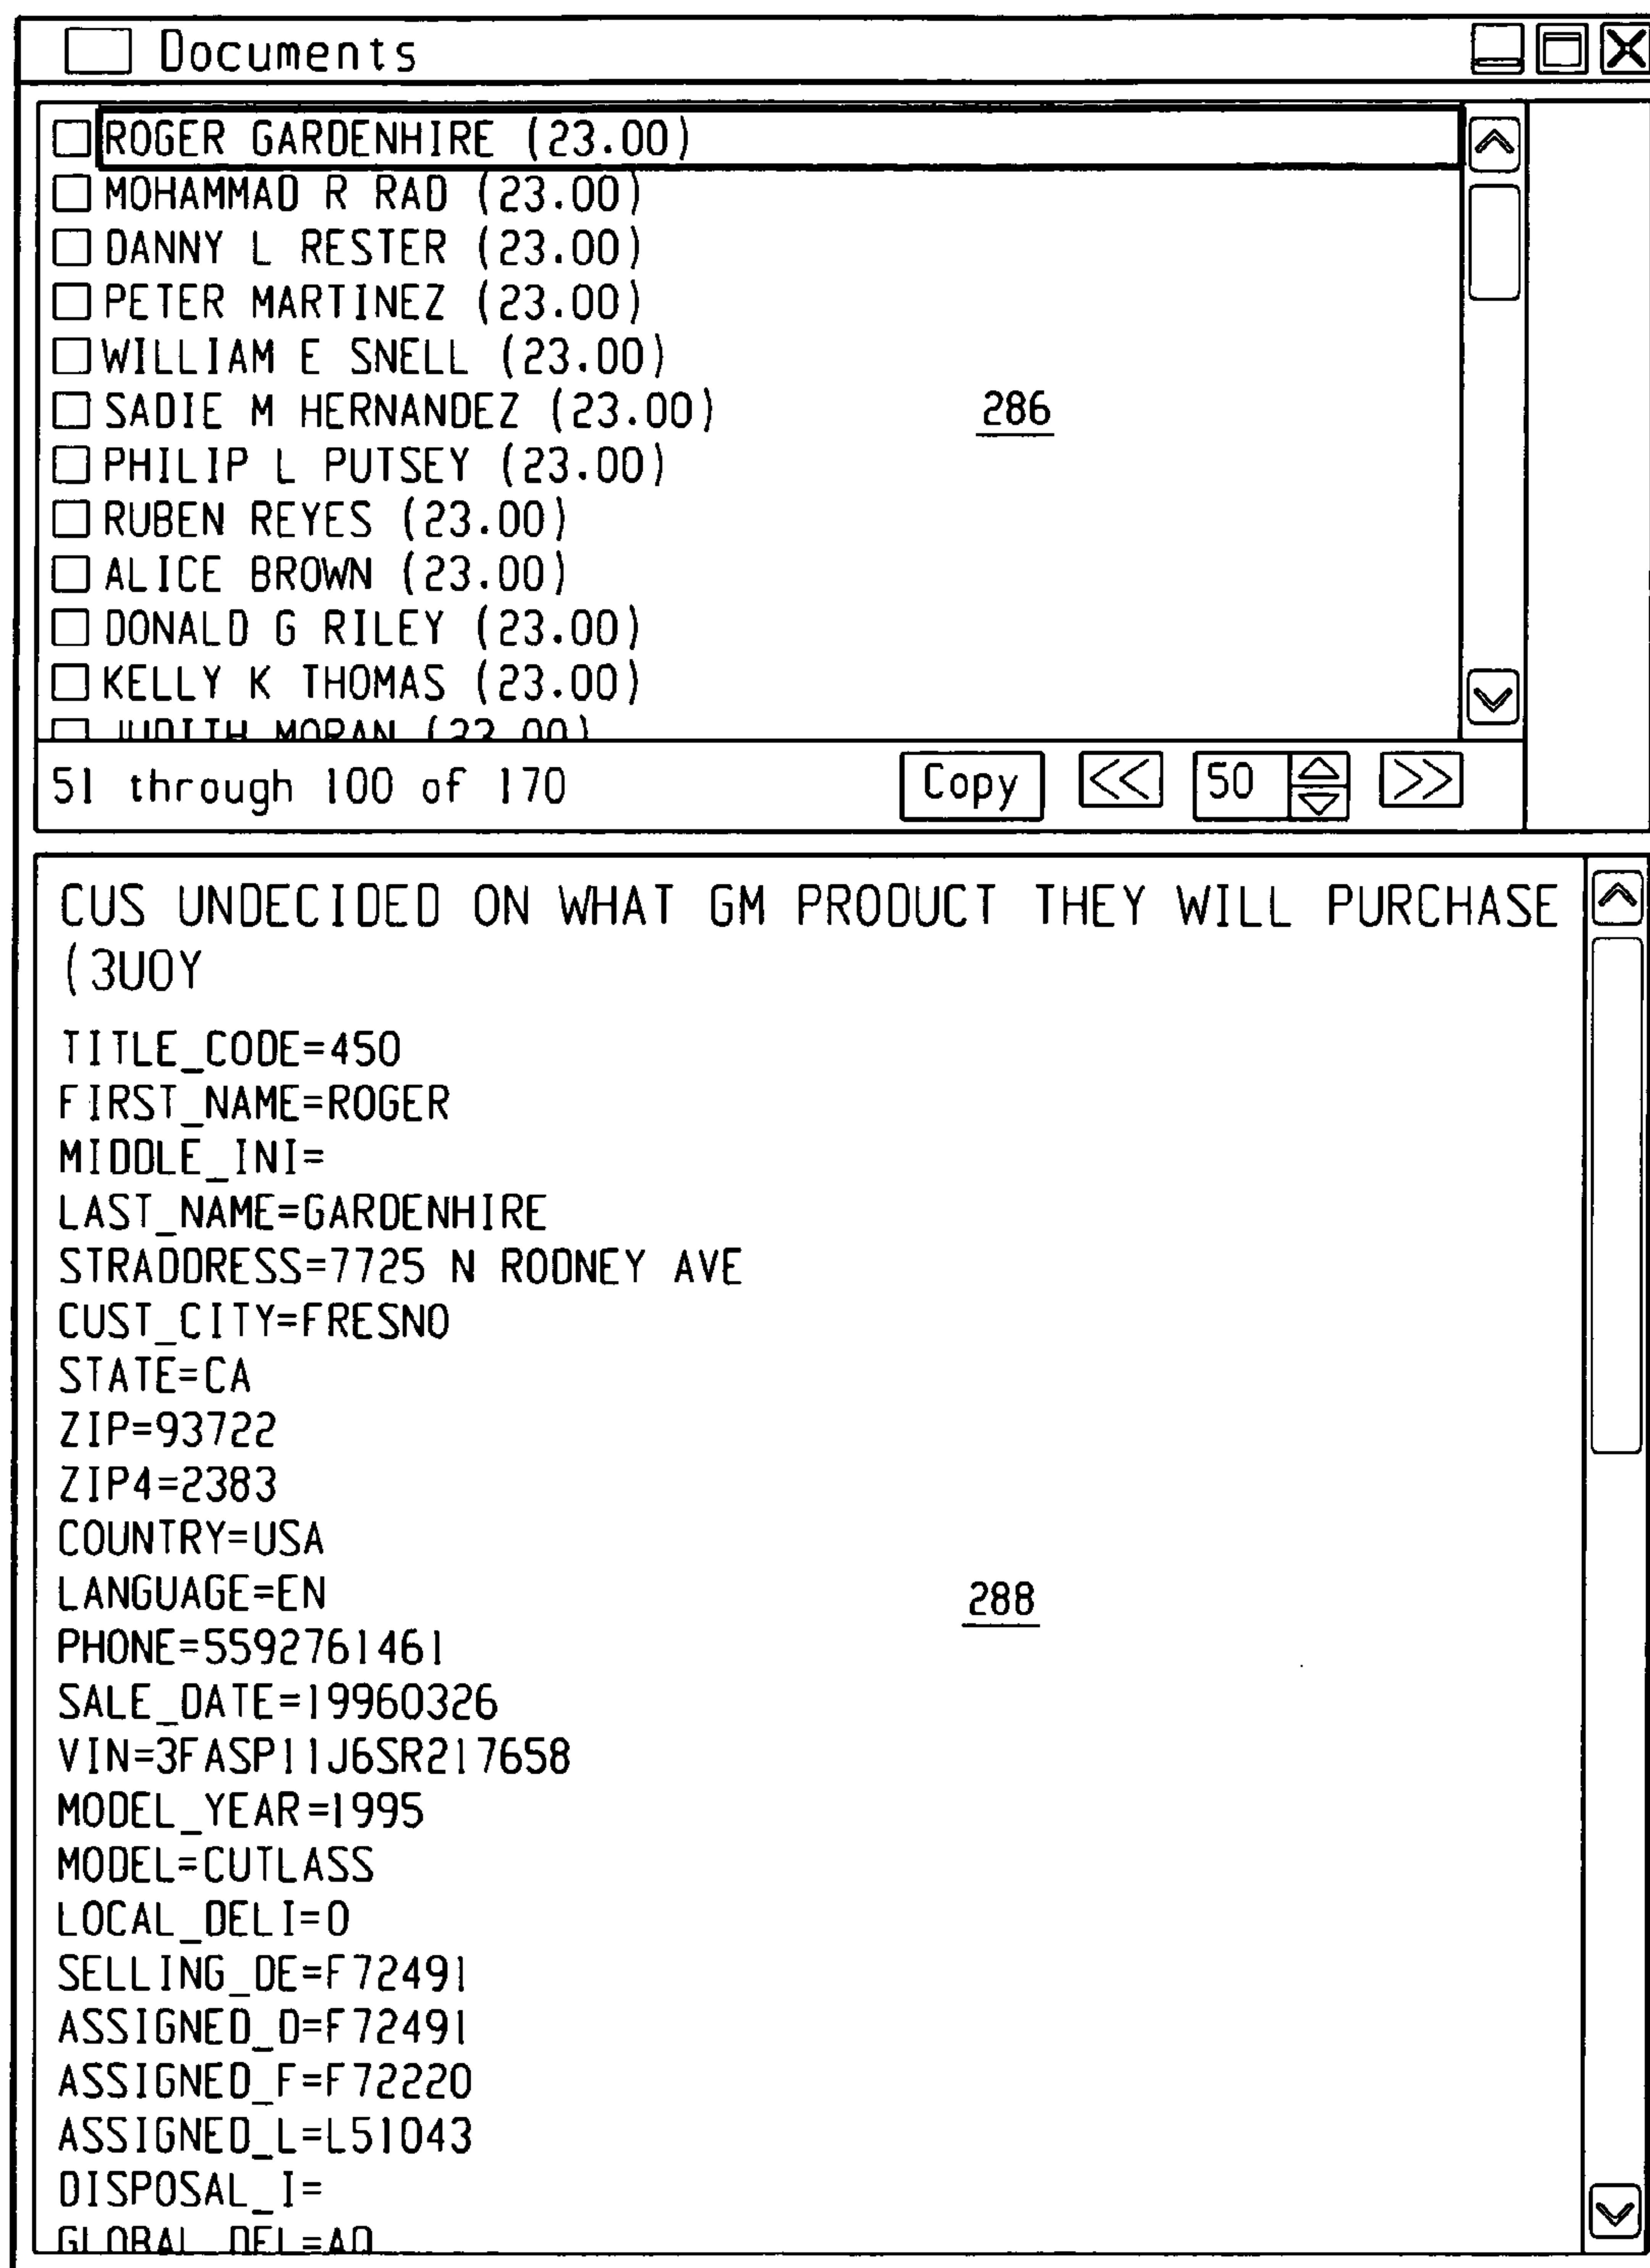 Documents
ROGER GARDENHIRE (23.00)
MOHAMMAD R RAD (23.00)
DANNY L RESTER (23.00)
PETER MARTINEZ (23.00)
WILLIAM E SNELL (23.00)
SADIE M HERNANDEZ (23.00)
286
PHILIP L PUTSEY (23.00)
RUBEN REYES (23.00)
ALICE BROWN (23.00)
DONALD G RILEY (23.00)
KELLY K THOMAS (23.00)
JUDITH MORAN (23.00)
51 through 100 of 170 Copy << 50 >>
CUS UNDECIDED ON WHAT GM PRODUCT THEY WILL PURCHASE
(3UOY
TITLE_CODE=450
FIRST_NAME=ROGER
MIDDLE_INI=
LAST_NAME=GARDENHIRE
STRADDRESS=7725 N RODNEY AVE
CUST_CITY=FRESNO
STATE=CA
ZIP=93722
ZIP4=2383
COUNTRY=USA
LANGUAGE=EN
288
PHONE=5592761461
SALE_DATE=19960326
VIN=3FASP11J6SR217658
MODEL_YEAR=1995
MODEL=CUTLASS
LOCAL_DELI=0
SELLING_DE=F72491
ASSIGNED_D=F72491
ASSIGNED_F=F72220
ASSIGNED_L=L51043
DISPOSAL_I=